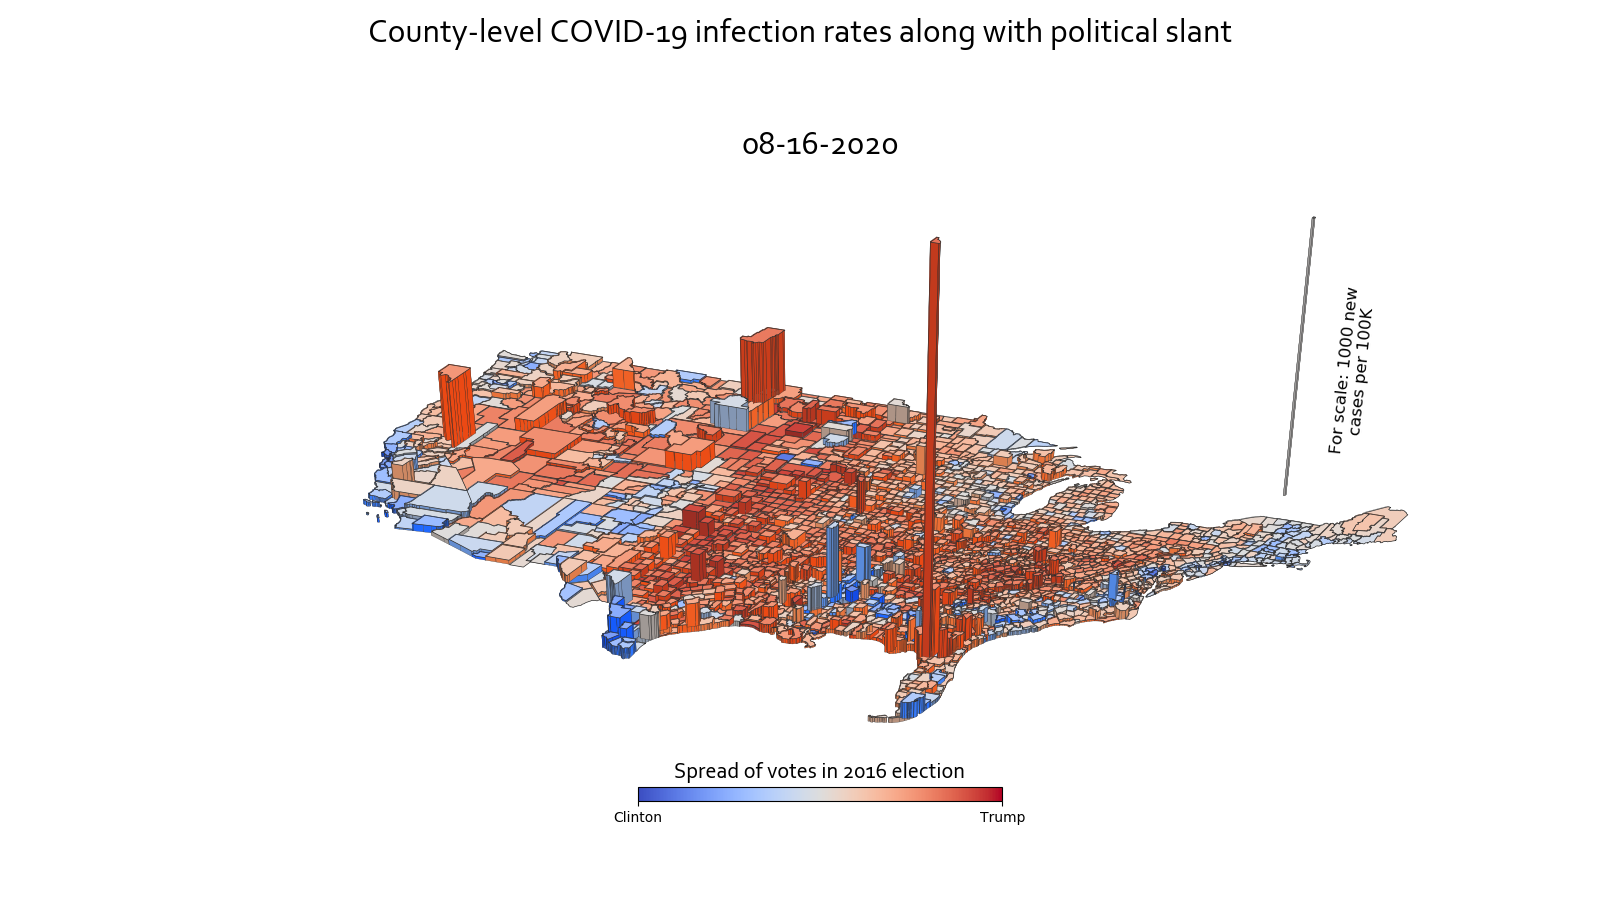 County-level COVID-19 infection rates along with political slant
08-16-2020
For scale: 1000 new
cases per 100K
Spread of votes in 2016 election
Clinton
Trump